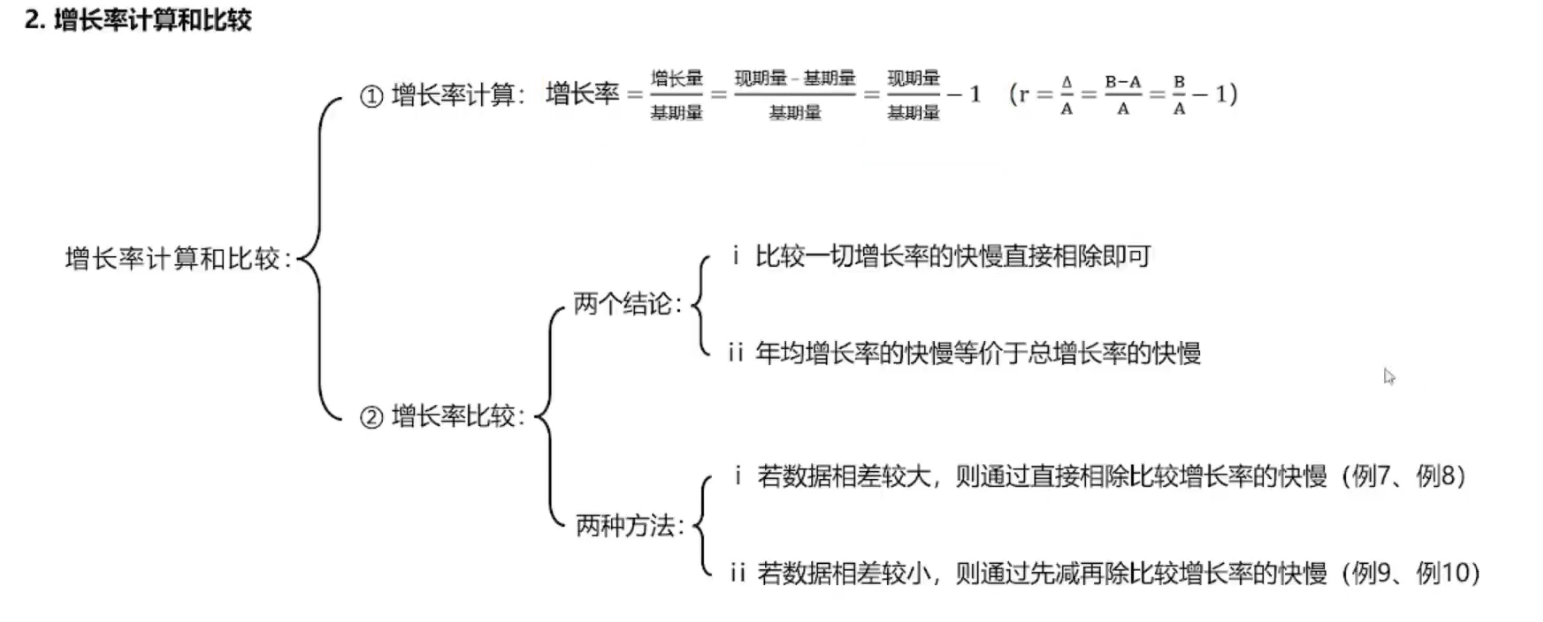 2. 增长率计算和比较
① 增长率计算： 增长率 = 增长量/基期量 = 现期量-基期量/基期量 = 现期量/基期量 − 1 （r = Δ/A = B−A/A = B/A − 1）
增长率计算和比较：
两个结论：
i 比较一切增长率的快慢直接相除即可
ii 年均增长率的快慢等价于总增长率的快慢
② 增长率比较：
两种方法：
i 若数据相差较大，则通过直接相除比较增长率的快慢（例7、例8）
ii 若数据相差较小，则通过先减再除比较增长率的快慢（例9、例10）